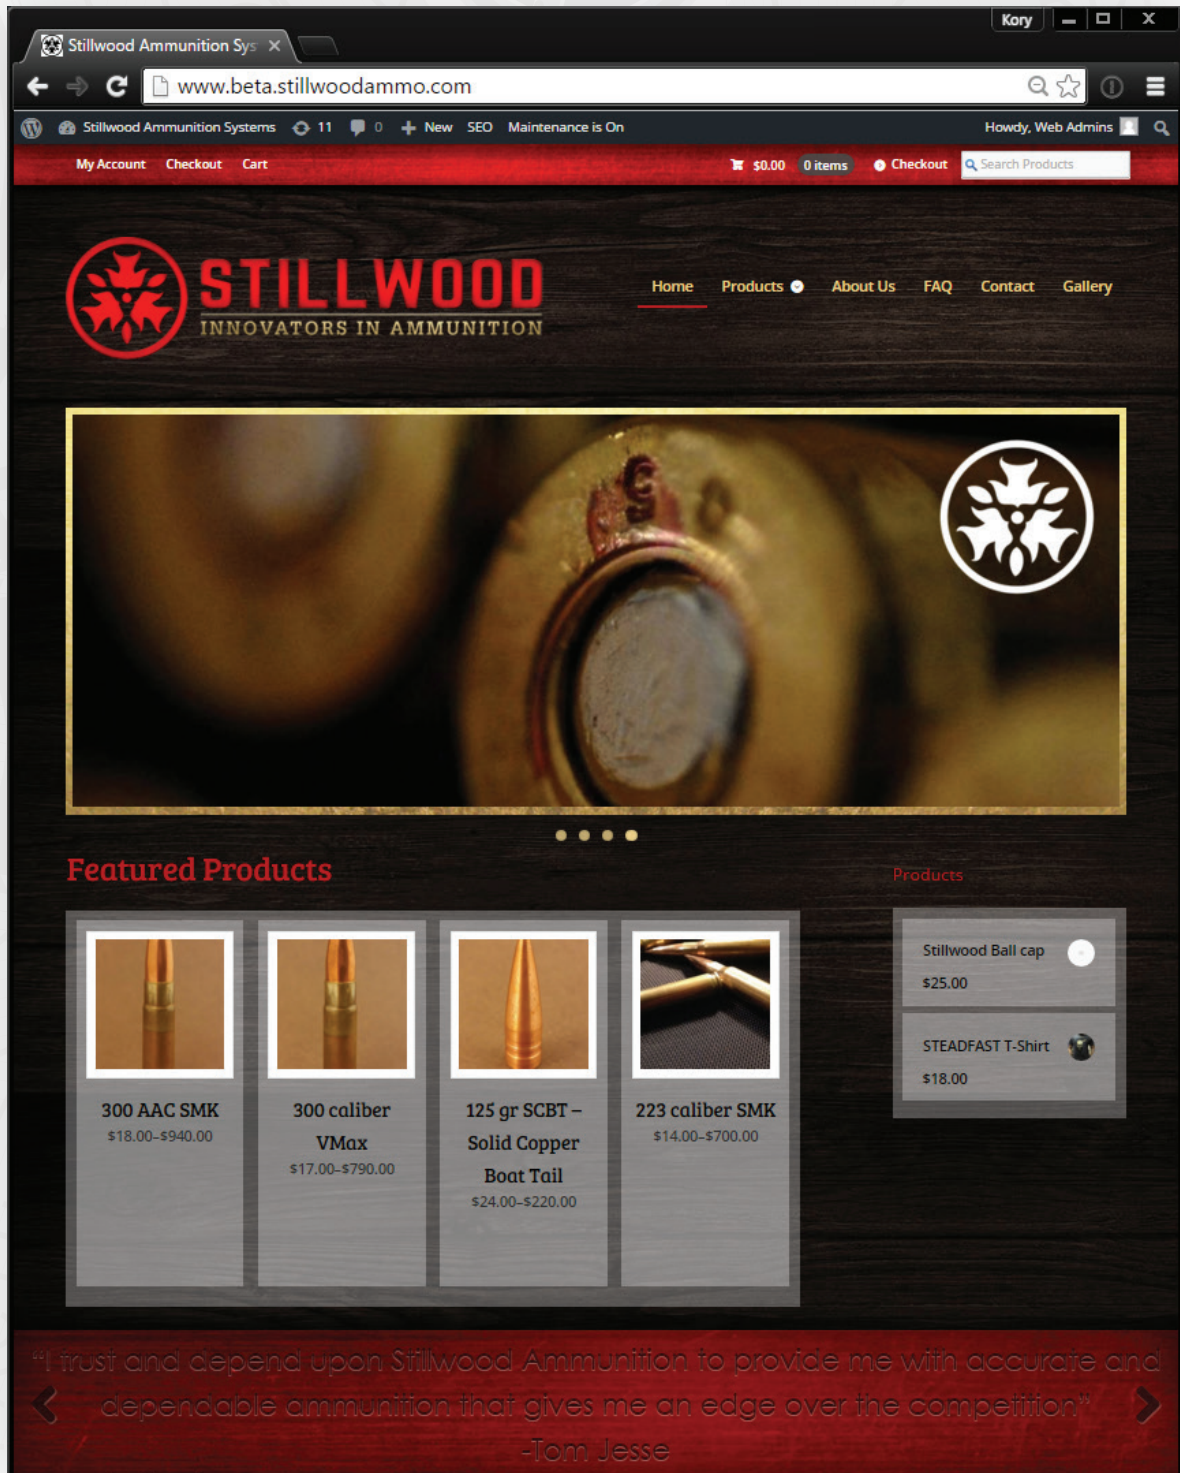 Kory
Stillwood Ammunition Sys
www.beta.stillwoodammo.com
Stillwood Ammunition Systems 11 0 New SEO Maintenance is On Howdy, Web Admins
My Account Checkout Cart $0.00 0 items Checkout Search Products
STILLWOOD
INNOVATORS IN AMMUNITION
Home Products About Us FAQ Contact Gallery
Featured Products
Products
300 AAC SMK
$18.00–$940.00
300 caliber
VMax
$17.00–$790.00
125 gr SCBT –
Solid Copper
Boat Tail
$24.00–$220.00
223 caliber SMK
$14.00–$700.00
Stillwood Ball cap
$25.00
STEADFAST T-Shirt
$18.00
“I trust and depend upon Stillwood Ammunition to provide me with accurate and
dependable ammunition that gives me an edge over the competition”
-Tom Jesse